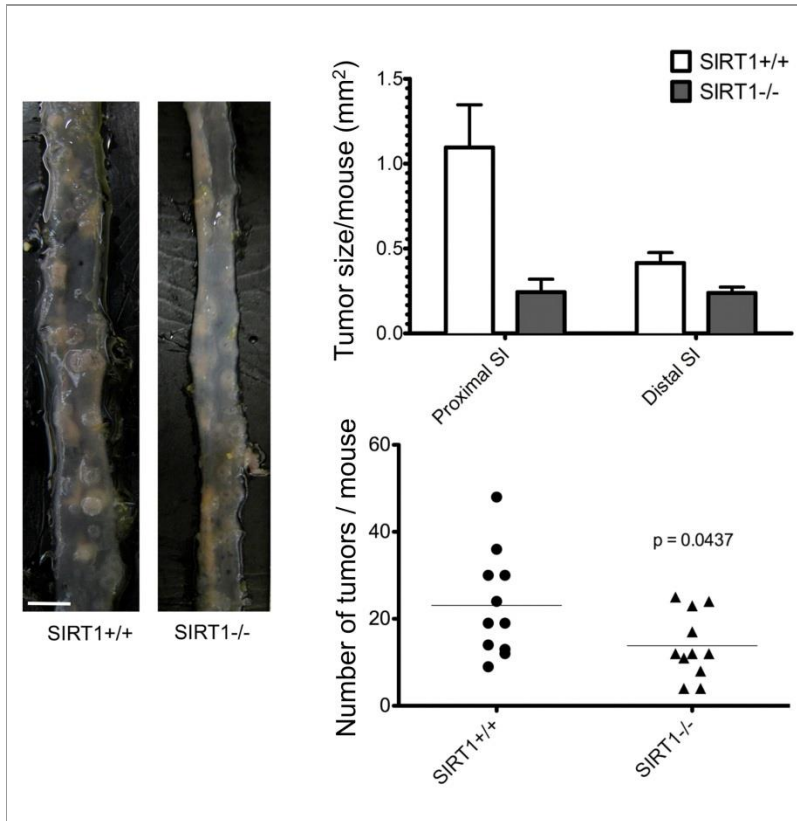 SIRT1+/+
SIRT1-/-
SIRT1+/+
SIRT1-/-
Tumor size/mouse (mm²)
1.5
1.0
0.5
0.0
Proximal SI
Distal SI
Number of tumors / mouse
60
40
20
0
p = 0.0437
SIRT1+/+
SIRT1-/-